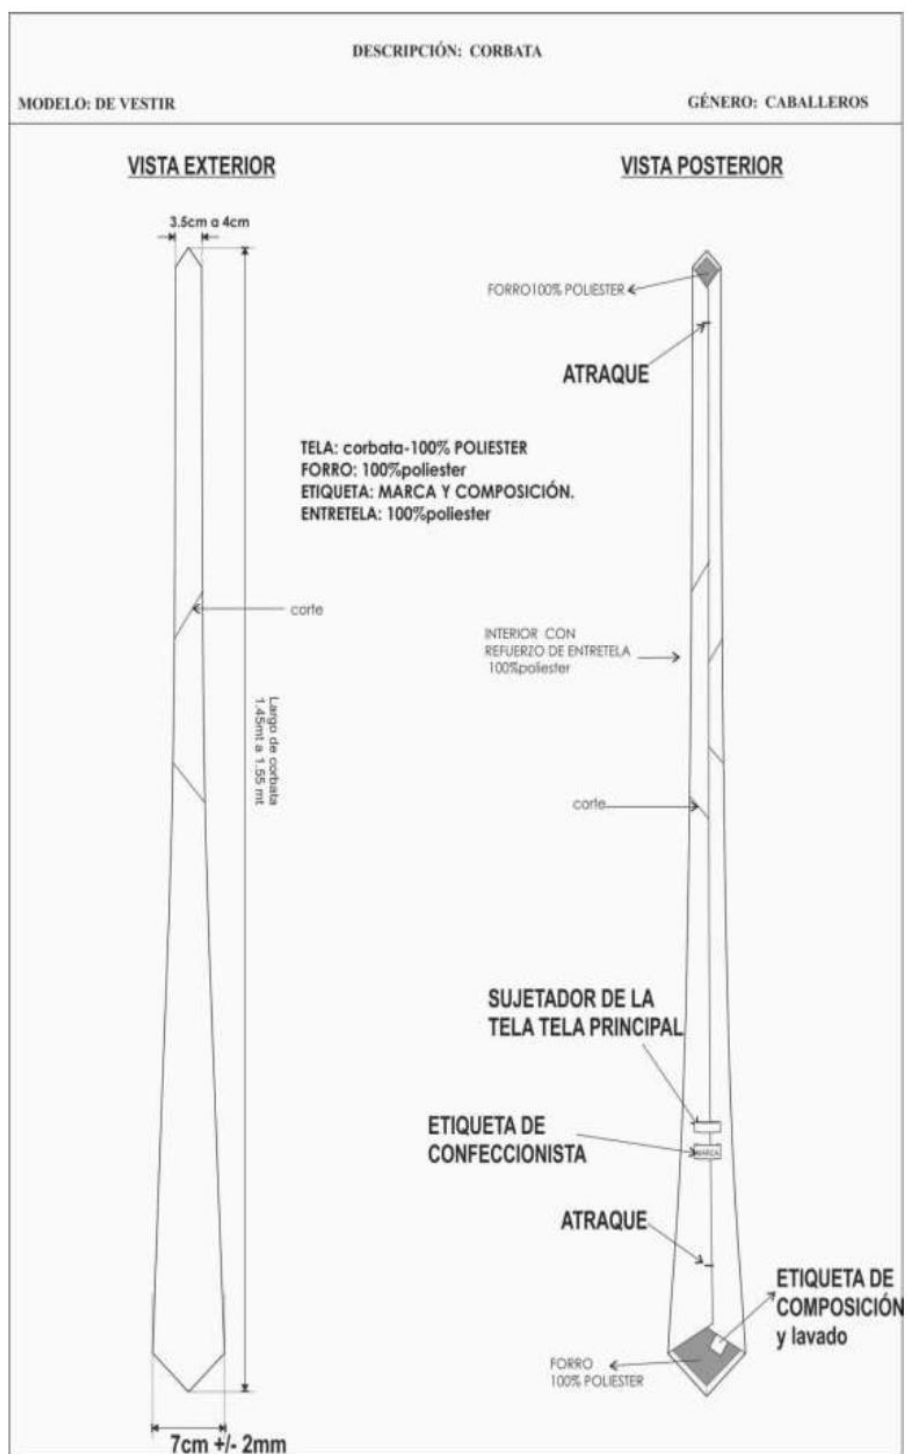 DESCRIPCIÓN: CORBATA
MODELO: DE VESTIR
GÉNERO: CABALLEROS
VISTA EXTERIOR
VISTA POSTERIOR
3.5cm a 4cm
FORRO100% POLIESTER
ATRAQUE
TELA: corbata-100% POLIESTER
FORRO: 100%poliester
ETIQUETA: MARCA Y COMPOSICIÓN.
ENTRETELA: 100%poliester
corte
INTERIOR CON
REFUERZO DE ENTRETELA
100%poliester
Largo de corbata
1.45mt a 1.55 mt
corte
SUJETADOR DE LA
TELA TELA PRINCIPAL
ETIQUETA DE
CONFECCIONISTA
MARCA
ATRAQUE
ETIQUETA DE
COMPOSICIÓN
y lavado
FORRO
100% POLIESTER
7cm +/- 2mm